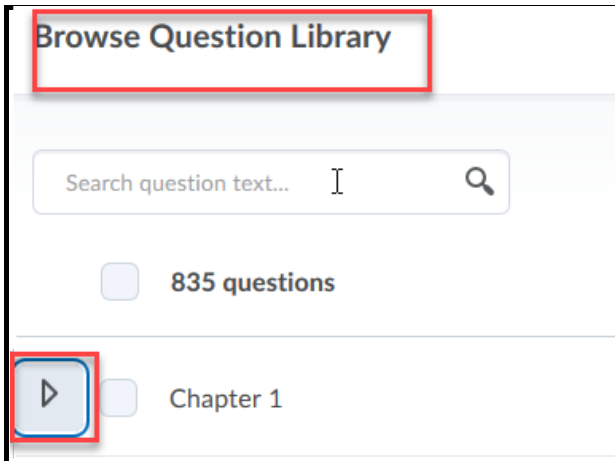 Browse Question Library
Search question text...
835 questions
Chapter 1